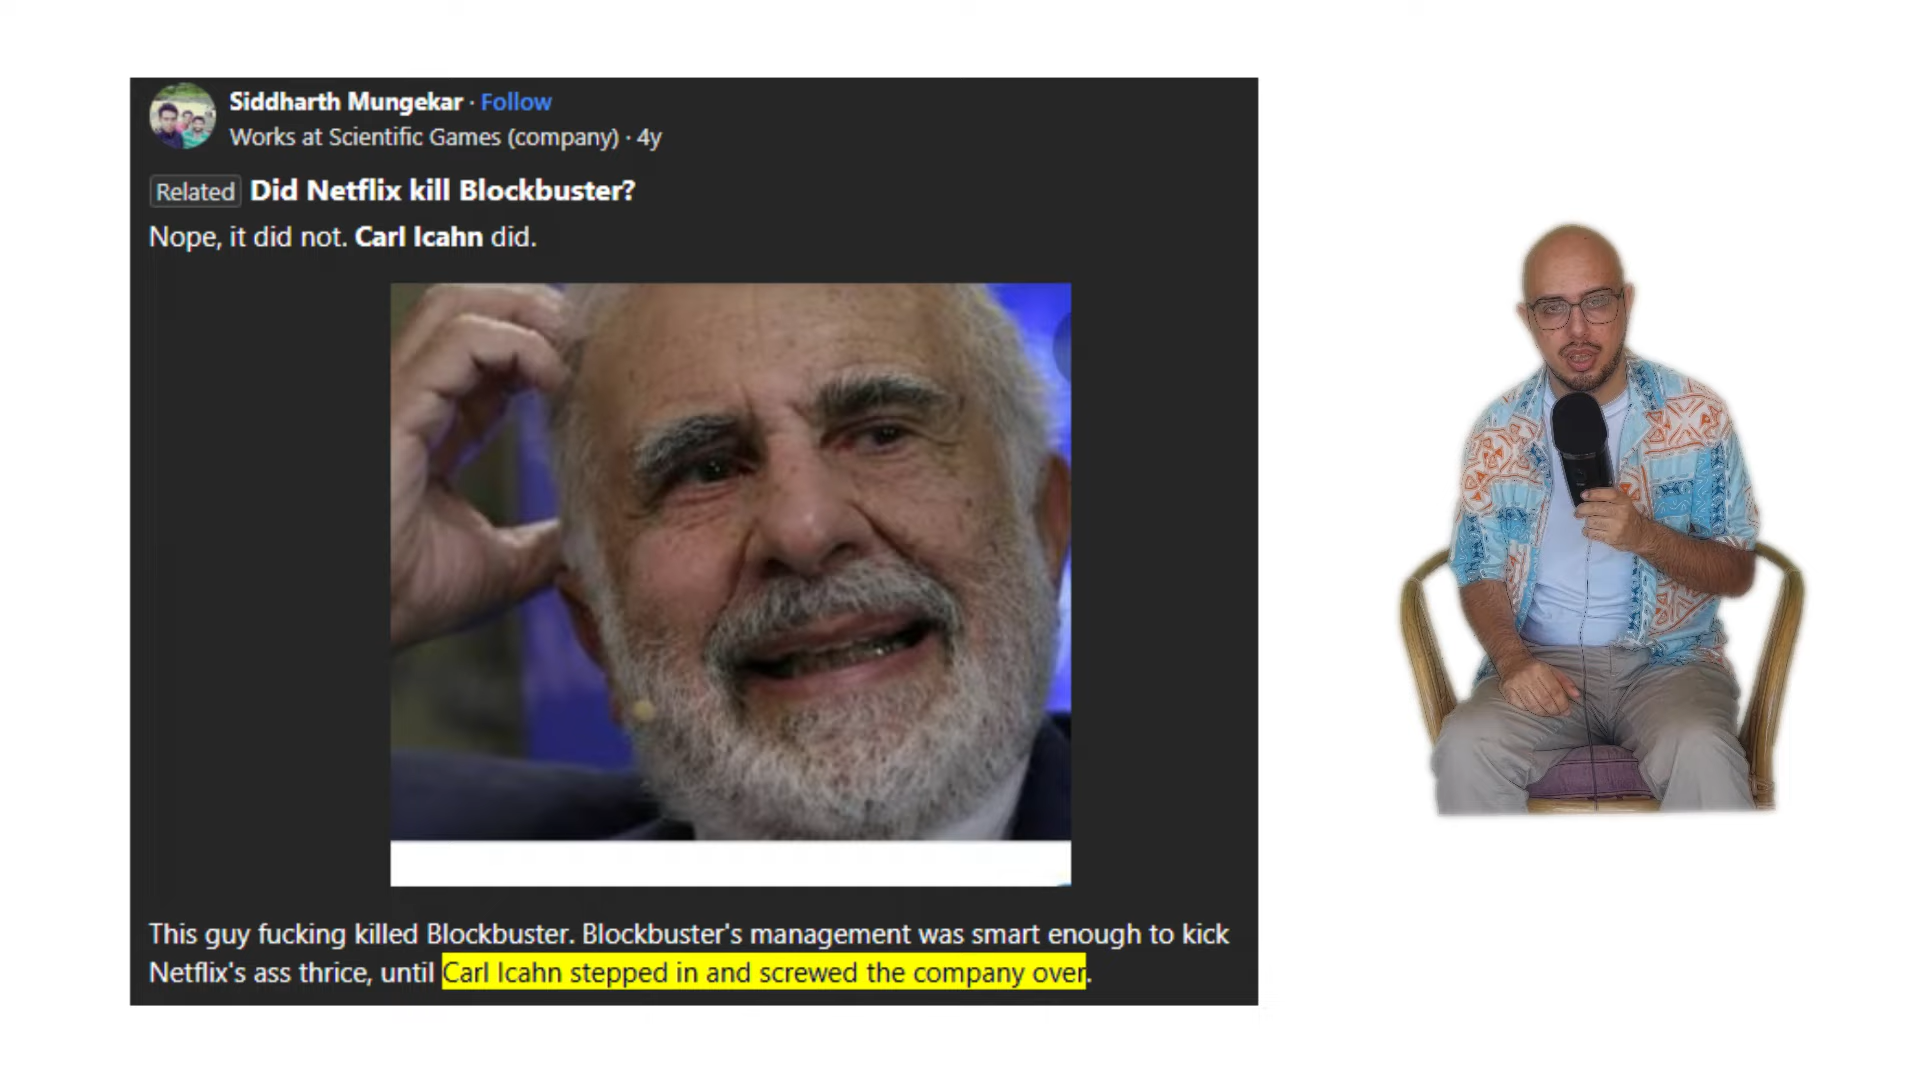 Siddharth Mungekar · Follow
Works at Scientific Games (company) · 4y
Related Did Netflix kill Blockbuster?
Nope, it did not. Carl Icahn did.
This guy fucking killed Blockbuster. Blockbuster's management was smart enough to kick
Netflix's ass thrice, until Carl Icahn stepped in and screwed the company over.